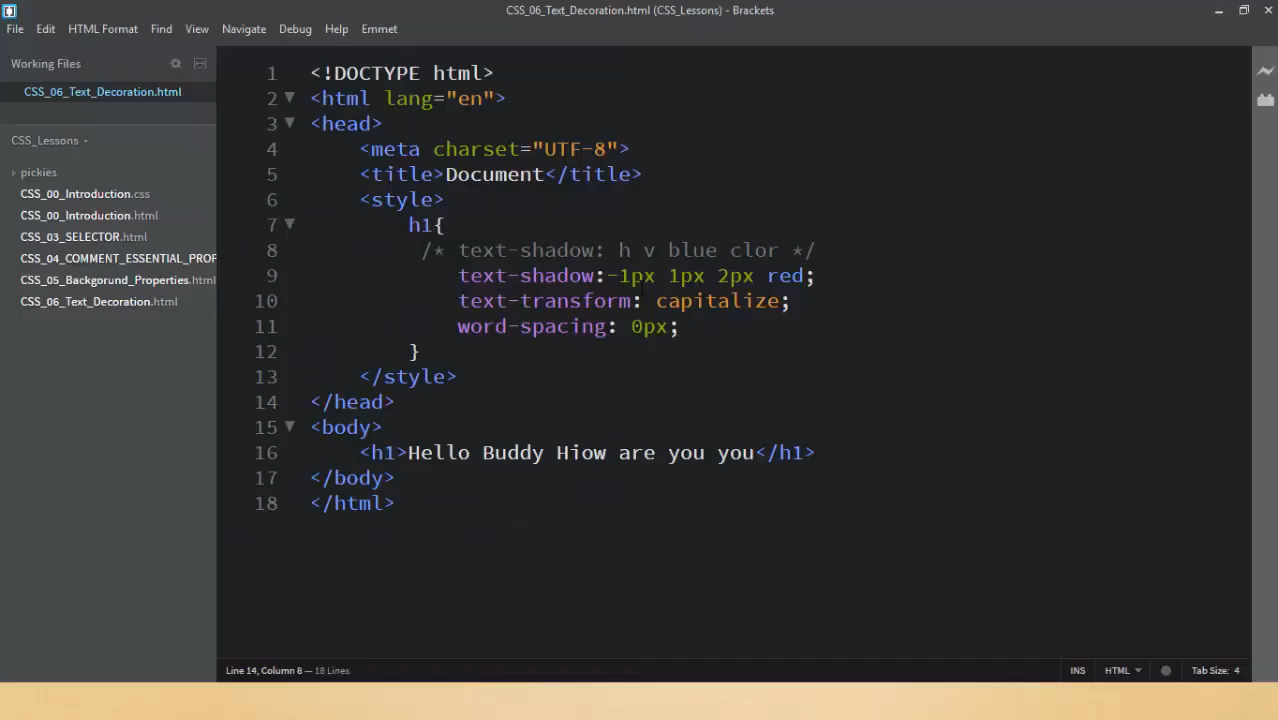 CSS_06_Text_Decoration.html (CSS_Lessons) - Brackets
File Edit HTML Format Find View Navigate Debug Help Emmet
Working Files
CSS_06_Text_Decoration.html
CSS_Lessons
pickies
CSS_00_Introduction.css
CSS_00_Introduction.html
CSS_03_SELECTOR.html
CSS_04_COMMENT_ESSENTIAL_PROF
CSS_05_Backgorund_Properties.html
CSS_06_Text_Decoration.html
1 <!DOCTYPE html>
2 <html lang="en">
3 <head>
4 <meta charset="UTF-8">
5 <title>Document</title>
6 <style>
7 h1{
8 /* text-shadow: h v blue clor */
9 text-shadow:-1px 1px 2px red;
10 text-transform: capitalize;
11 word-spacing: 0px;
12 }
13 </style>
14 </head>
15 <body>
16 <h1>Hello Buddy Hiow are you you</h1>
17 </body>
18 </html>
Line 14, Column 8 — 18 Lines INS HTML Tab Size: 4